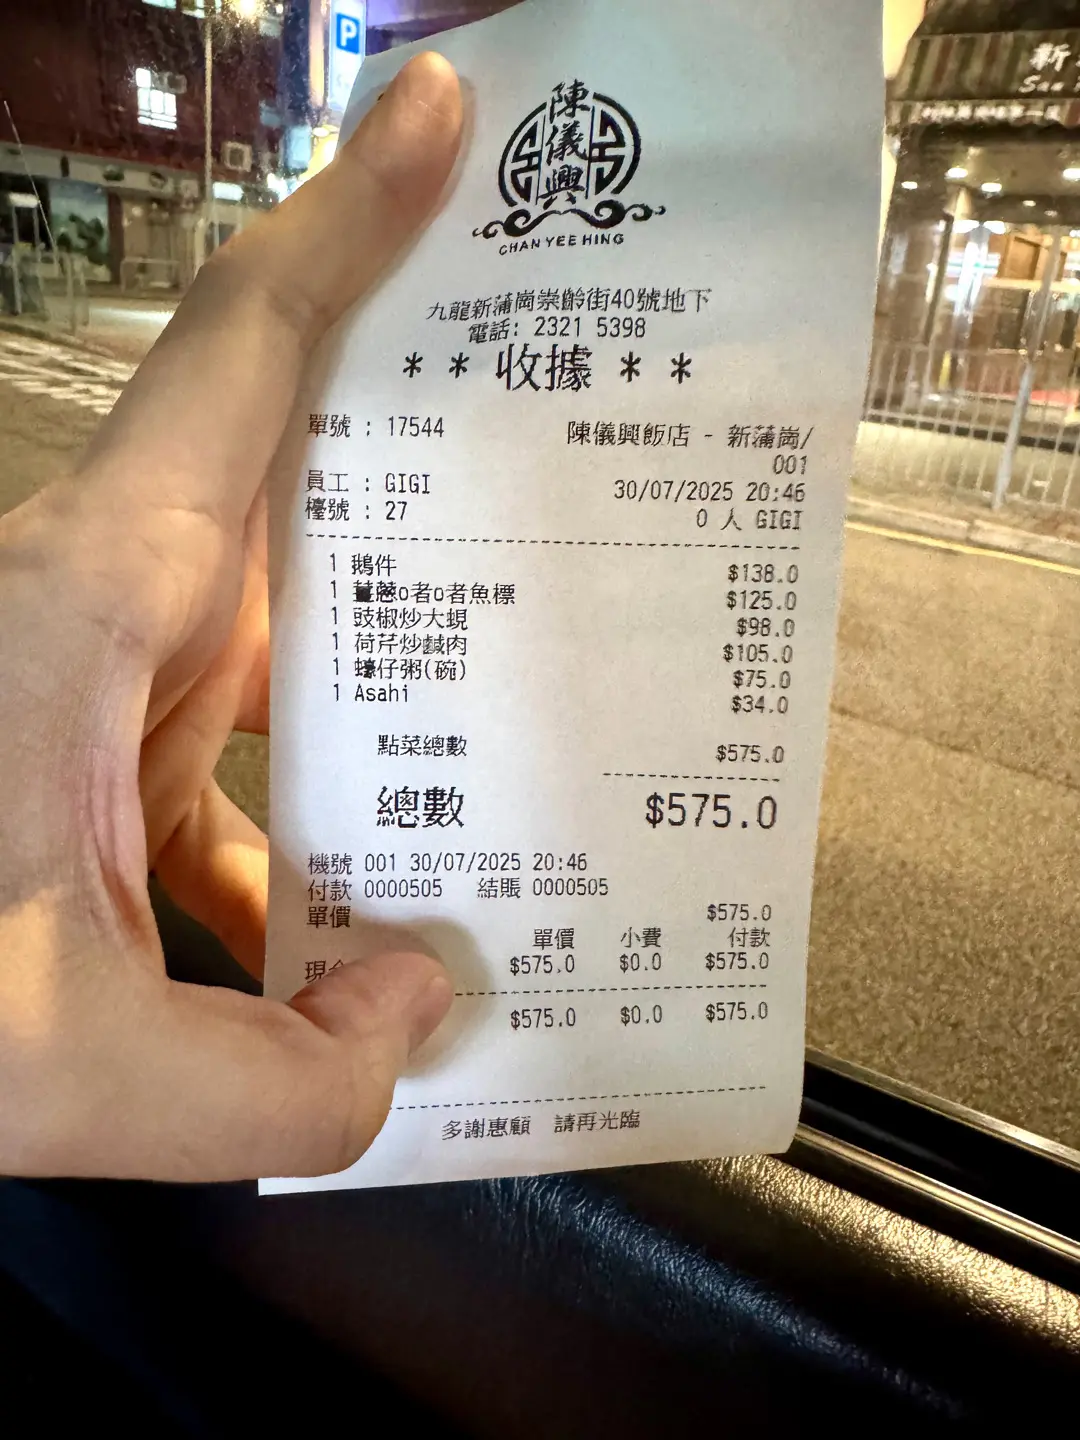 P
新
陳儀興
CHAN YEE HING
九龍新蒲崗崇齡街40號地下
電話: 2321 5398
* * 收據 * *
單號 : 17544
陳儀興飯店 - 新蒲崗/
001
員工 : GIGI
30/07/2025 20:46
檯號 : 27
0 人 GIGI
1 鵝件 $138.0
1 薑蔥o者o者魚標 $125.0
1 豉椒炒大蜆 $98.0
1 荷芹炒鹹肉 $105.0
1 蠔仔粥(碗) $75.0
1 Asahi $34.0
點菜總數 $575.0
總數 $575.0
機號 001 30/07/2025 20:46
付款 0000505 結賬 0000505
單價 $575.0
單價 小費 付款
現金 $575.0 $0.0 $575.0
$575.0 $0.0 $575.0
多謝惠顧 請再光臨